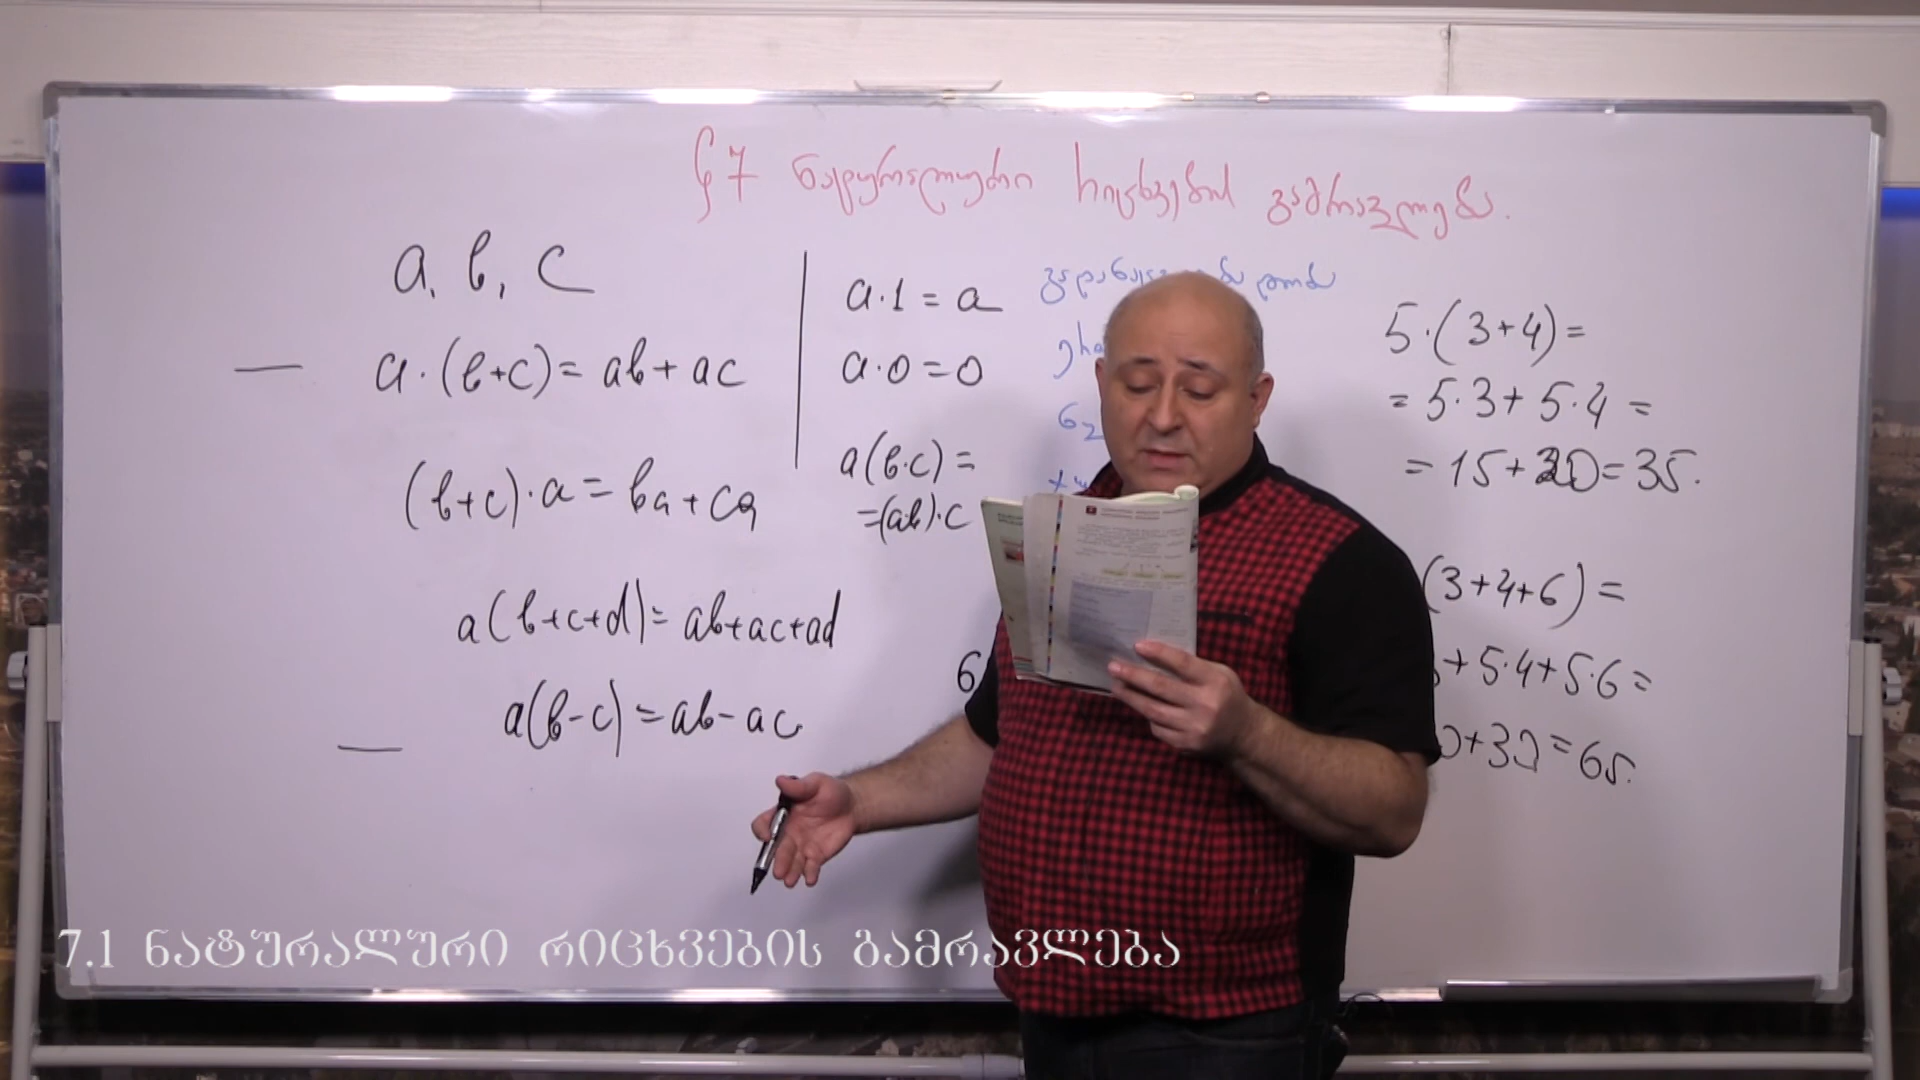 §7 ნატურალური რიცხვების გამრავლება.
a, b, c
a·(b+c)= ab+ac
(b+c)·a = ba+ca
a(b+c+d)= ab+ac+ad
a(b-c)=ab-ac
a·1=a
a·0=0
a(b·c)=
=(ab)·c
5·(3+4)=
=5·3+5·4=
=15+20=35.
(3+4+6)=
+5·4+5·6=
+30=65.
7.1 ნატურალური რიცხვების გამრავლება